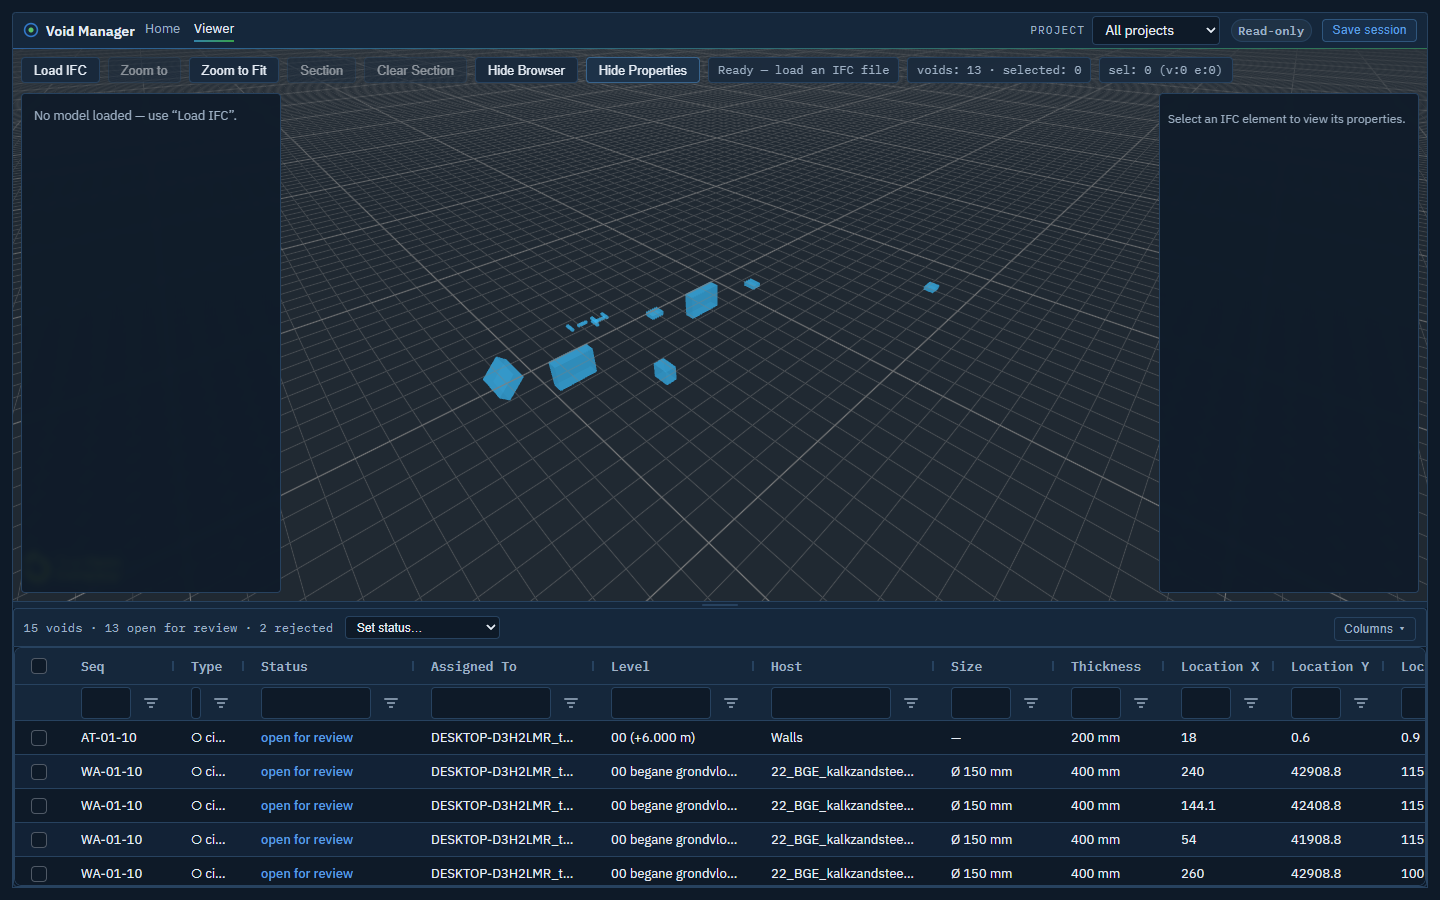 Void Manager Home Viewer PROJECT All projects Read-only Save session
Load IFC Zoom to Zoom to Fit Section Clear Section Hide Browser Hide Properties Ready — load an IFC file voids: 13 · selected: 0 sel: 0 (v:0 e:0)
No model loaded — use “Load IFC”.
Select an IFC element to view its properties.
15 voids · 13 open for review · 2 rejected Set status... Columns
Seq Type Status Assigned To Level Host Size Thickness Location X Location Y Loc
AT-01-10 ci... open for review DESKTOP-D3H2LMR_t... 00 (+6.000 m) Walls — 200 mm 18 0.6 0.9
WA-01-10 ci... open for review DESKTOP-D3H2LMR_t... 00 begane grondvlo... 22_BGE_kalkzandstee... Ø 150 mm 400 mm 240 42908.8 115
WA-01-10 ci... open for review DESKTOP-D3H2LMR_t... 00 begane grondvlo... 22_BGE_kalkzandstee... Ø 150 mm 400 mm 144.1 42408.8 115
WA-01-10 ci... open for review DESKTOP-D3H2LMR_t... 00 begane grondvlo... 22_BGE_kalkzandstee... Ø 150 mm 400 mm 54 41908.8 115
WA-01-10 ci... open for review DESKTOP-D3H2LMR_t... 00 begane grondvlo... 22_BGE_kalkzandstee... Ø 150 mm 400 mm 260 42908.8 100